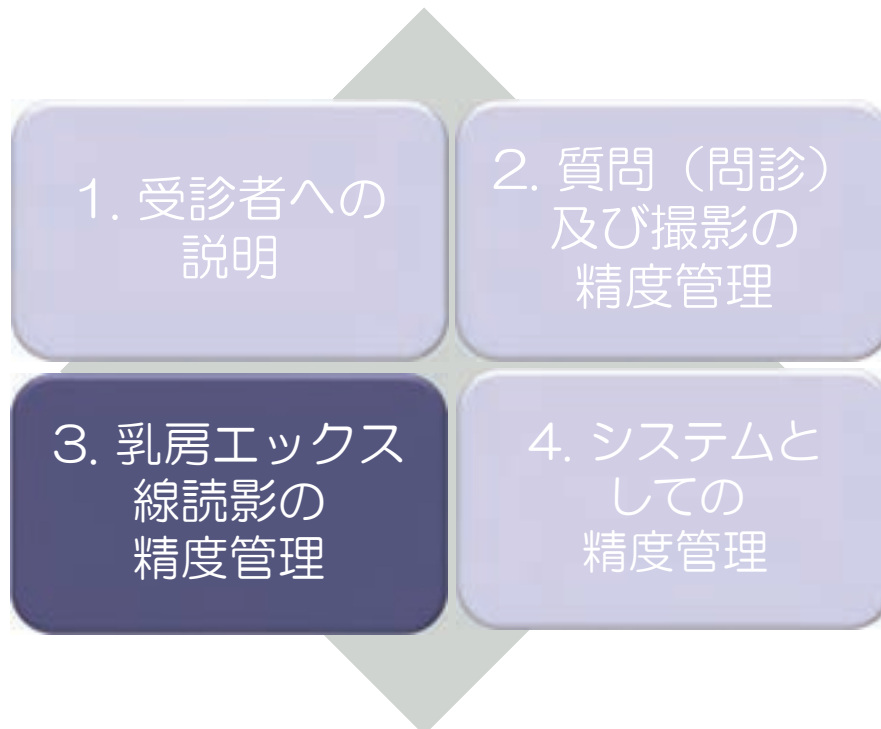 1. 受診者への
説明
2. 質問（問診）
及び撮影の
精度管理
3. 乳房エックス
線読影の
精度管理
4. システムと
しての
精度管理